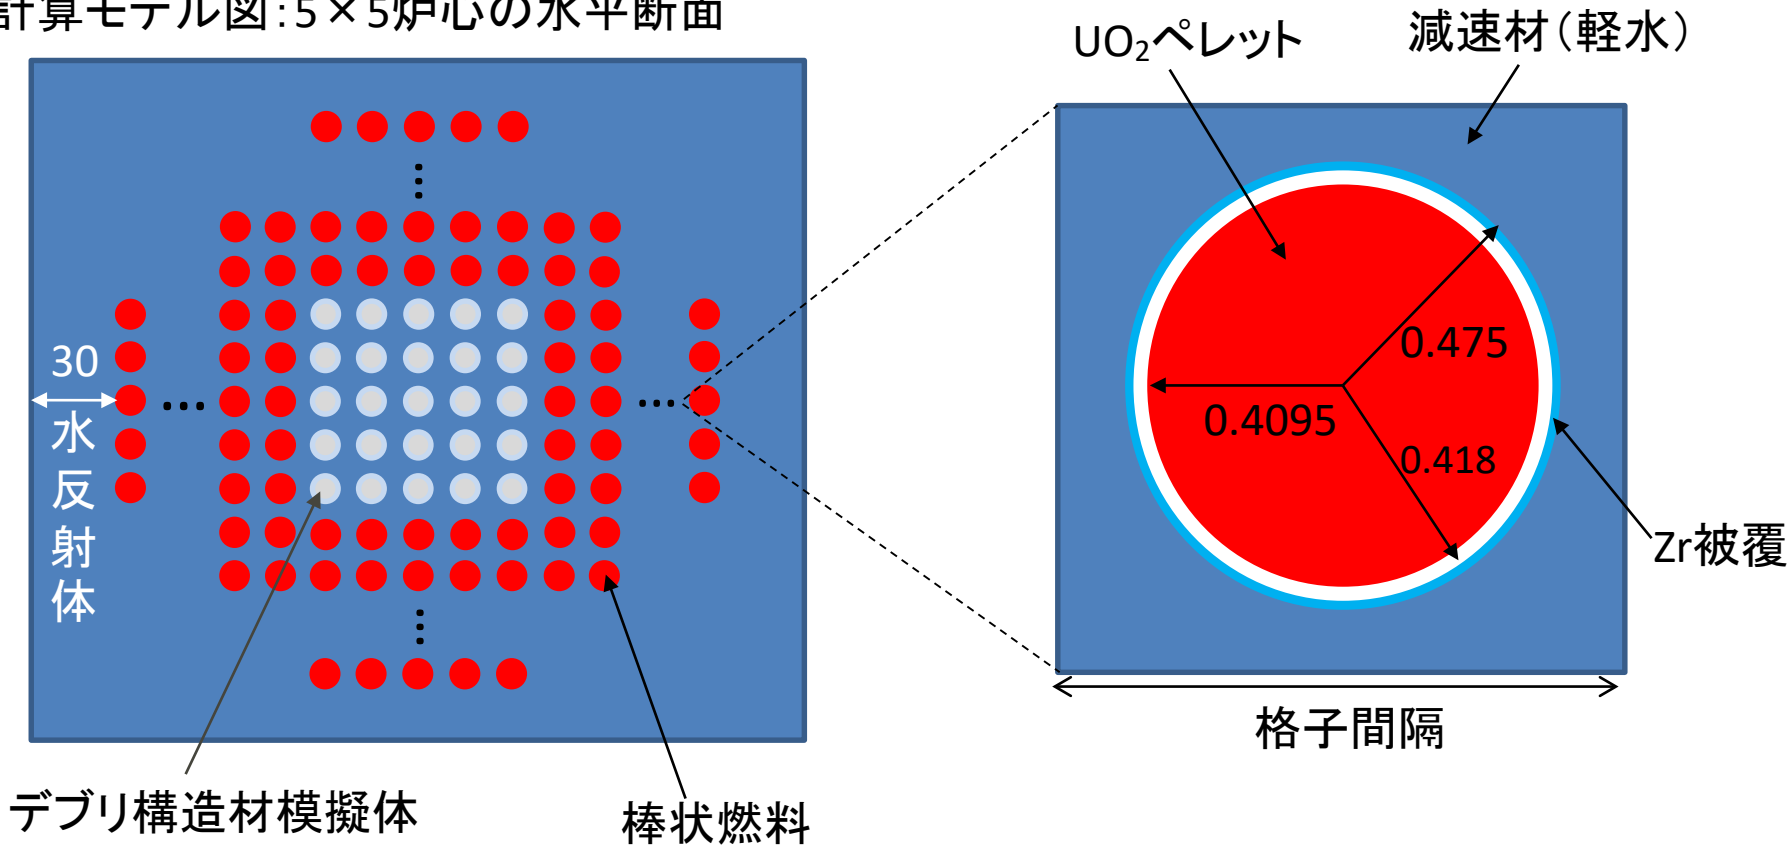 計算モデル図:5×5炉心の水平断面
UO₂ペレット
減速材(軽水)
30
水反射体
0.475
0.4095
0.418
Zr被覆
格子間隔
デブリ構造材模擬体
棒状燃料